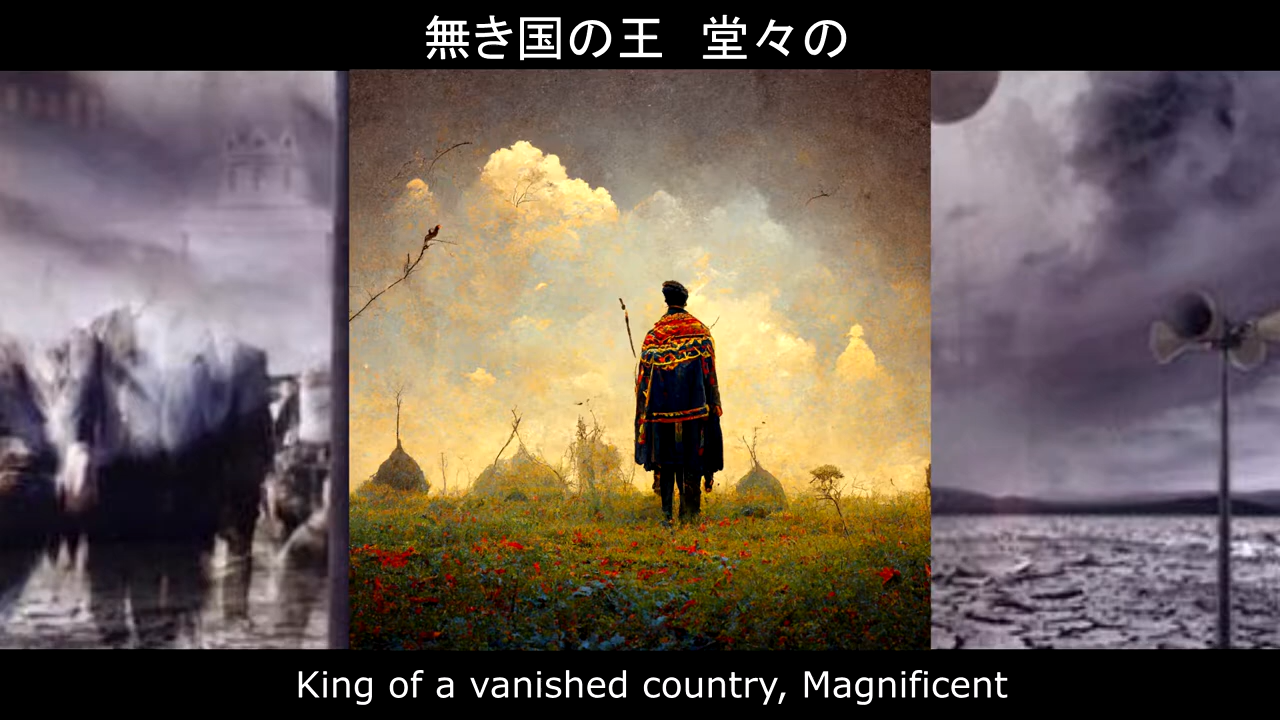 無き国の王　堂々の
King of a vanished country, Magnificent